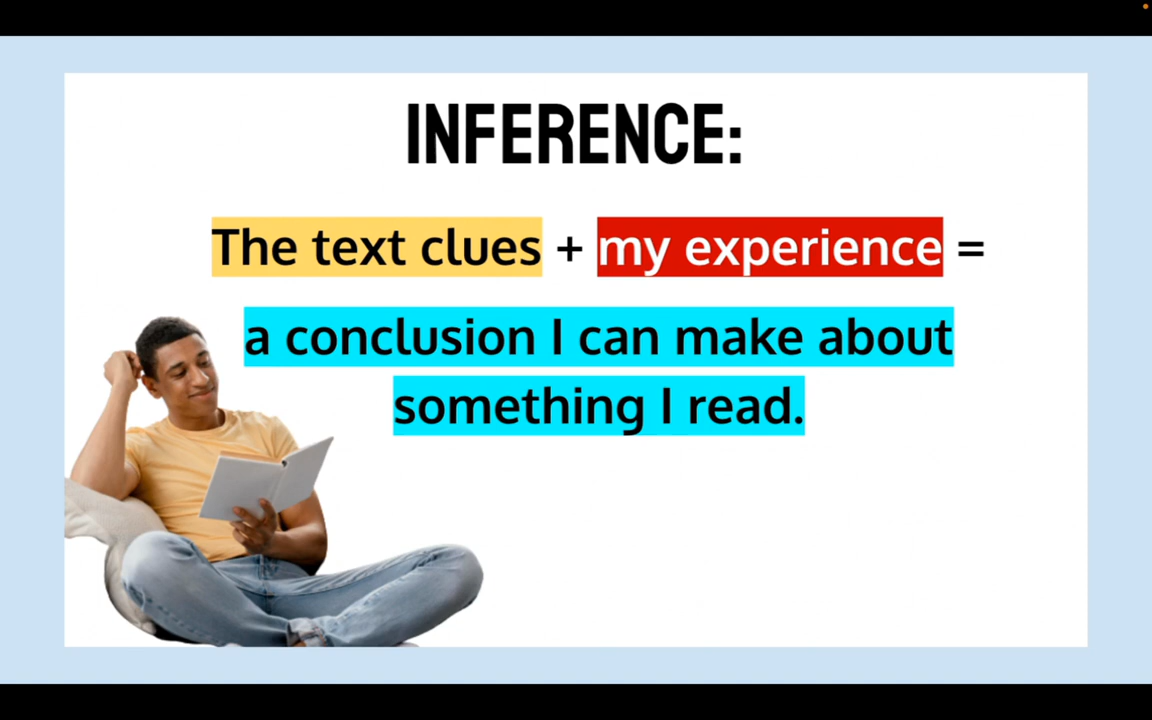 INFERENCE:
The text clues + my experience =
a conclusion I can make about
something I read.